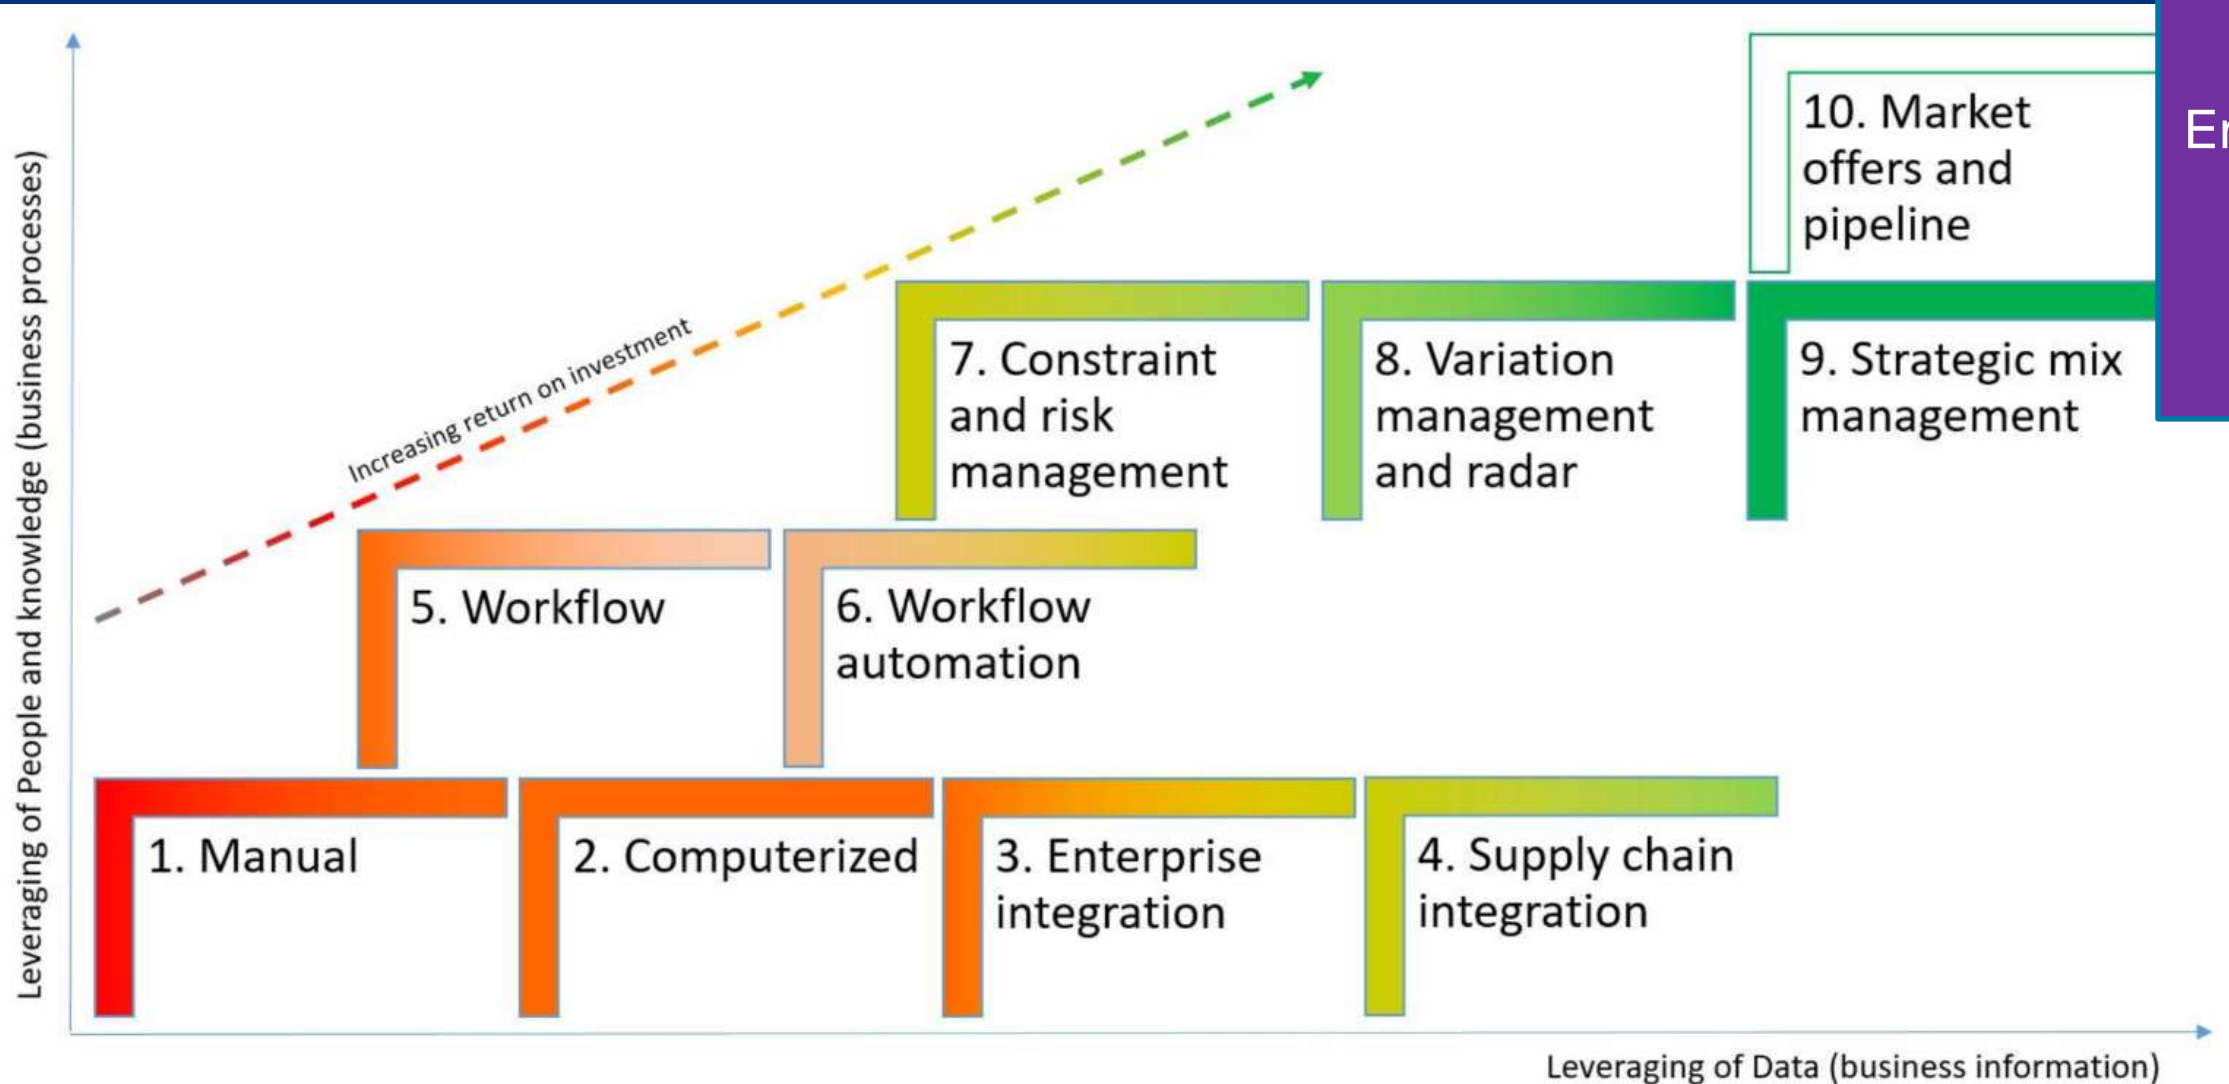 Leveraging of People and knowledge (business processes)
Increasing return on investment
10. Market
offers and
pipeline
7. Constraint
and risk
management
8. Variation
management
and radar
9. Strategic mix
management
5. Workflow
6. Workflow
automation
1. Manual
2. Computerized
3. Enterprise
integration
4. Supply chain
integration
Leveraging of Data (business information)